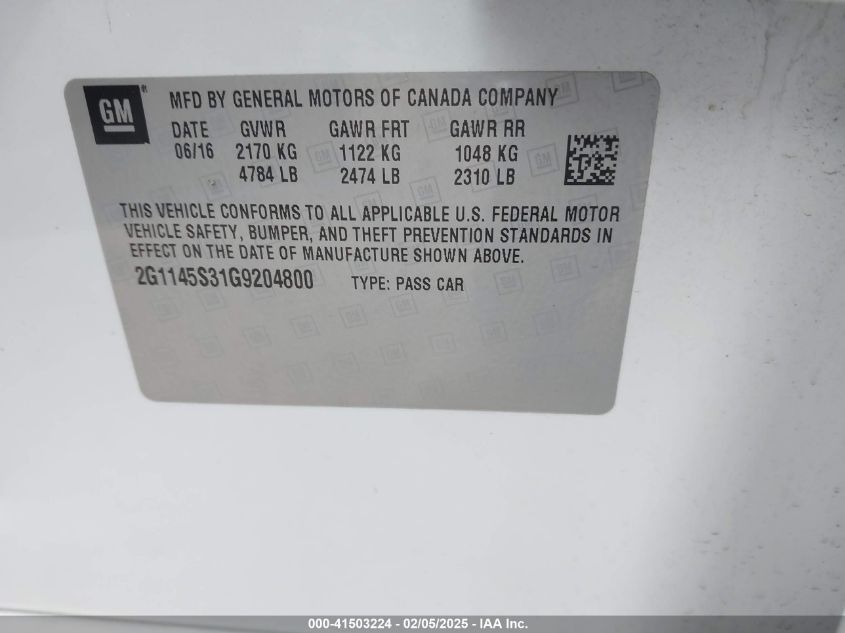 GM
MFD BY GENERAL MOTORS OF CANADA COMPANY
DATE GVWR GAWR FRT GAWR RR
06/16 2170 KG 1122 KG 1048 KG
4784 LB 2474 LB 2310 LB
THIS VEHICLE CONFORMS TO ALL APPLICABLE U.S. FEDERAL MOTOR
VEHICLE SAFETY, BUMPER, AND THEFT PREVENTION STANDARDS IN
EFFECT ON THE DATE OF MANUFACTURE SHOWN ABOVE.
2G1145S31G9204800 TYPE: PASS CAR
000-41503224 - 02/05/2025 - IAA Inc.